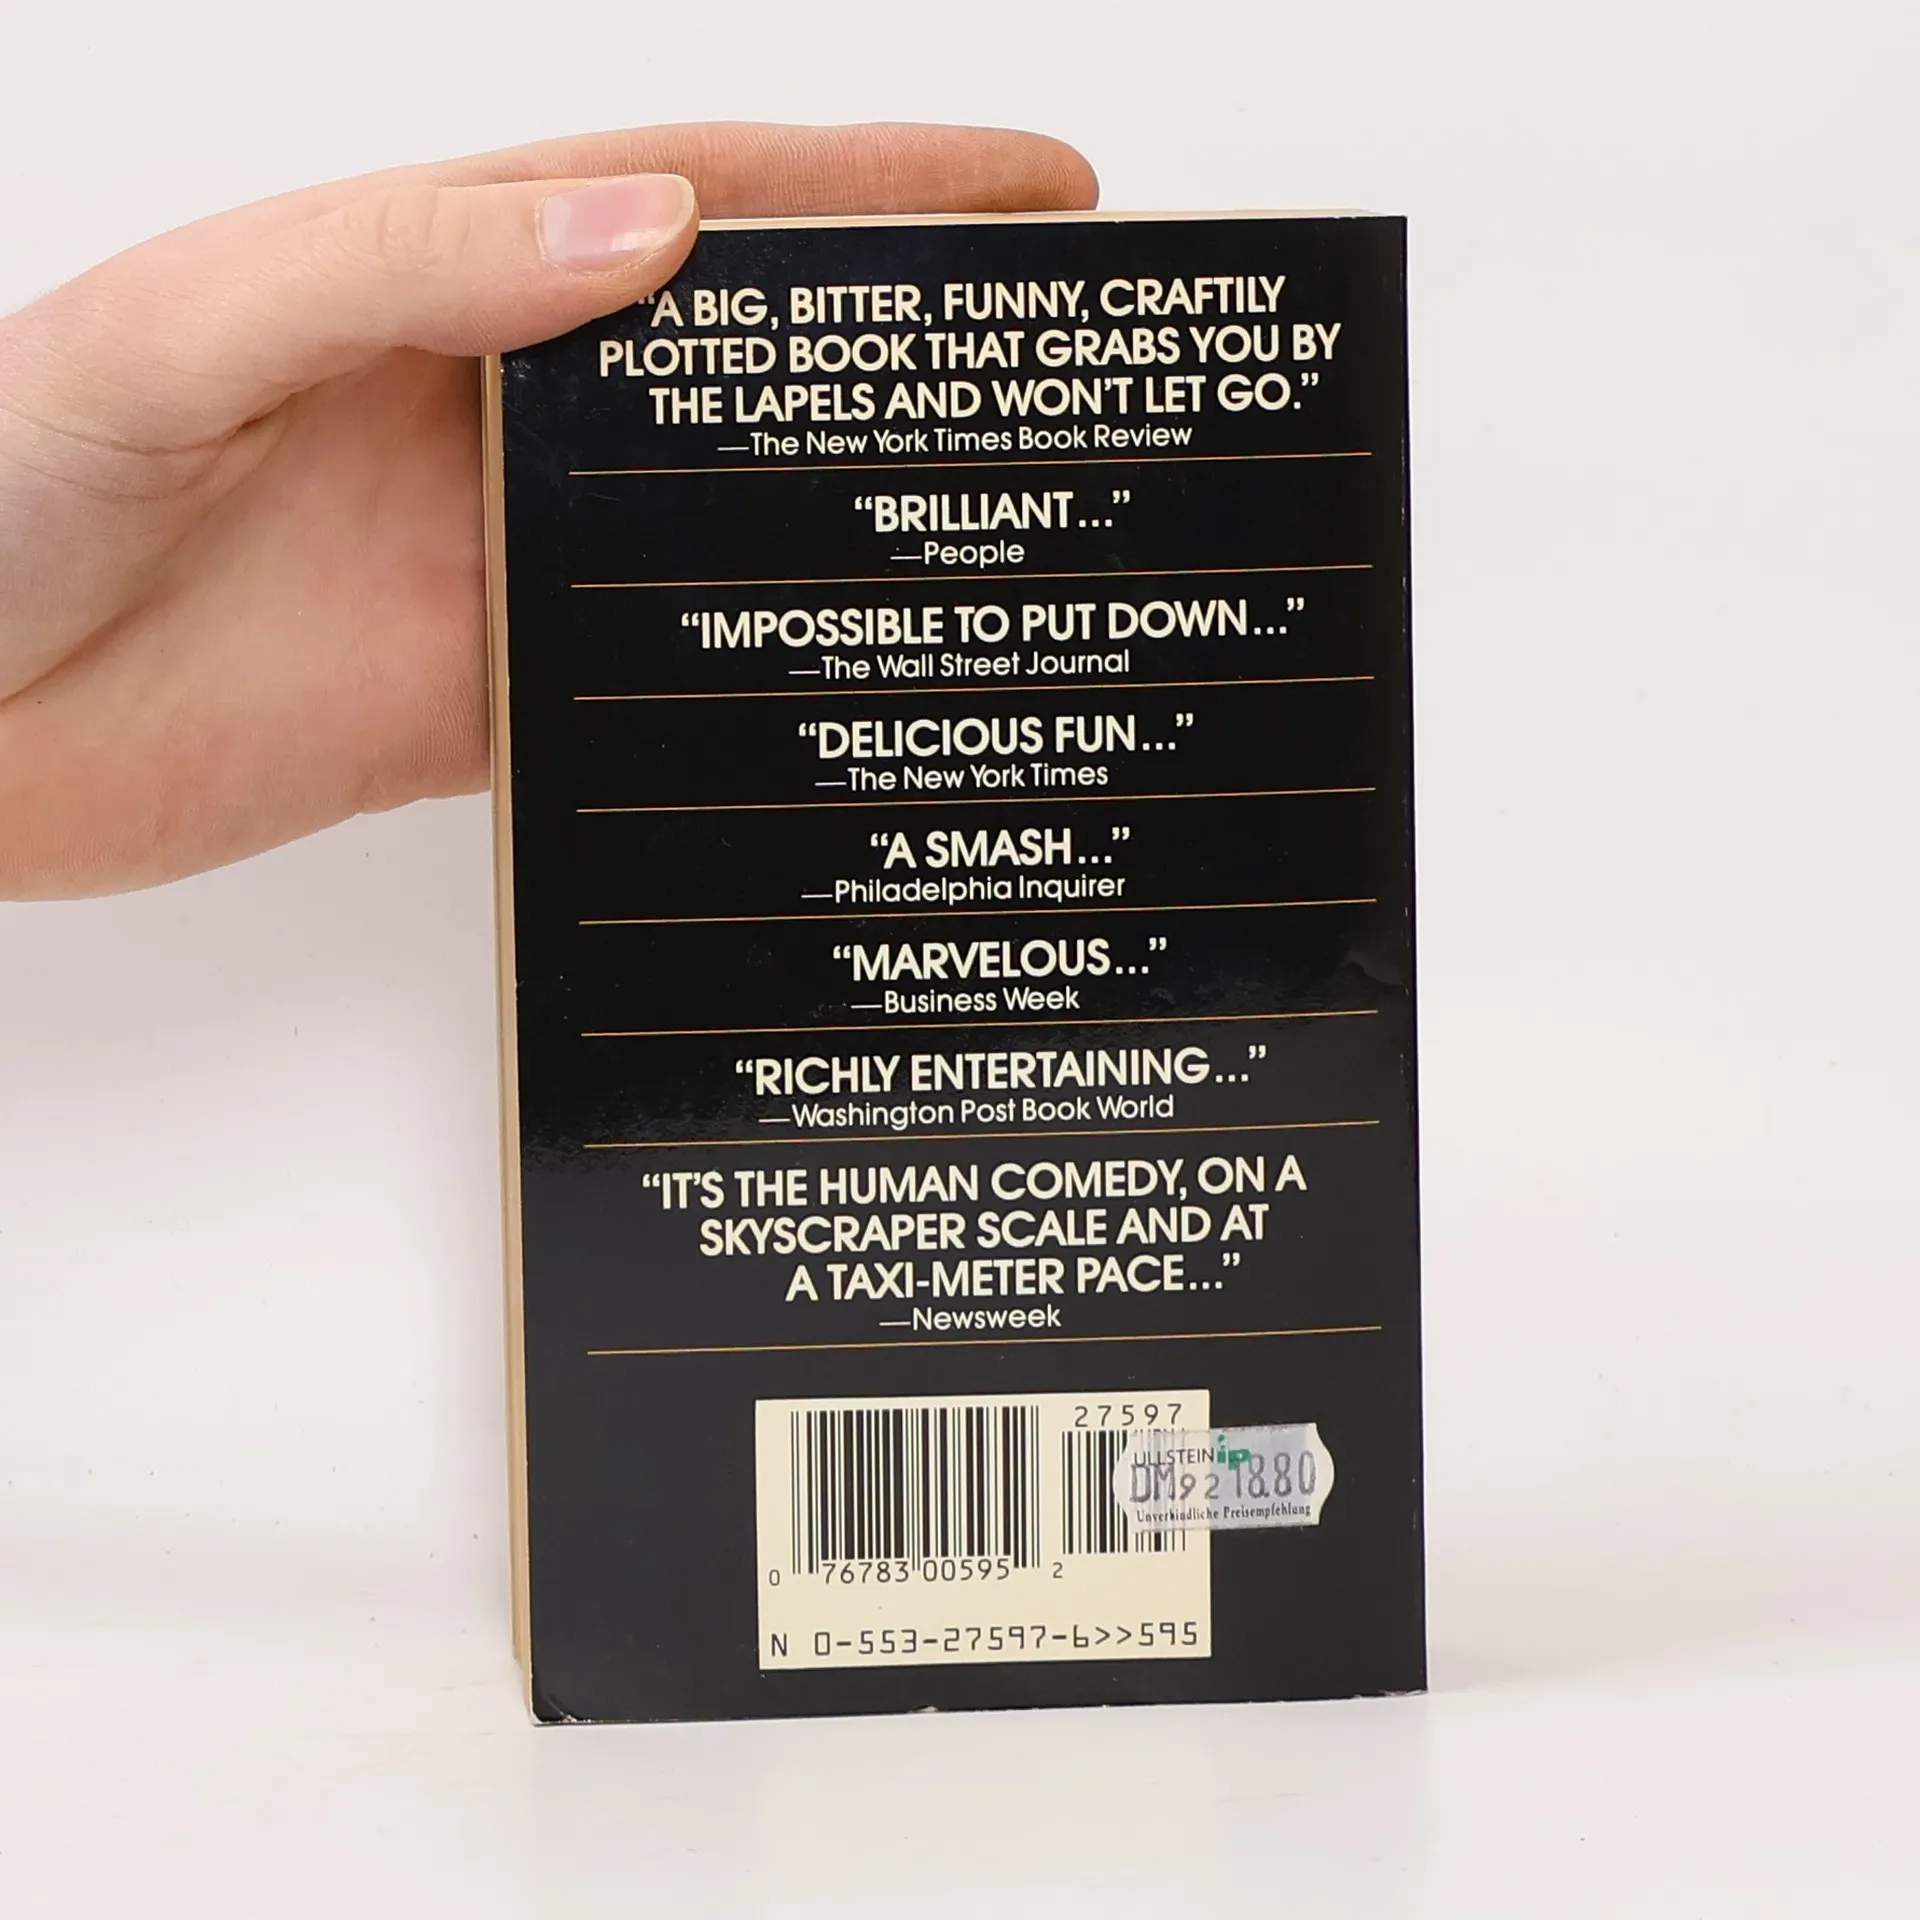 “A BIG, BITTER, FUNNY, CRAFTILY
PLOTTED BOOK THAT GRABS YOU BY
THE LAPELS AND WON’T LET GO.”
—The New York Times Book Review
“BRILLIANT...”
—People
“IMPOSSIBLE TO PUT DOWN...”
—The Wall Street Journal
“DELICIOUS FUN...”
—The New York Times
“A SMASH...”
—Philadelphia Inquirer
“MARVELOUS...”
—Business Week
“RICHLY ENTERTAINING...”
—Washington Post Book World
“IT’S THE HUMAN COMEDY, ON A
SKYSCRAPER SCALE AND AT
A TAXI-METER PACE...”
—Newsweek
27597
ULLSTEIN ip
DM92 18.80
Unverbindliche Preisempfehlung
0 76783 00595 2
N 0-553-27597-6>>595